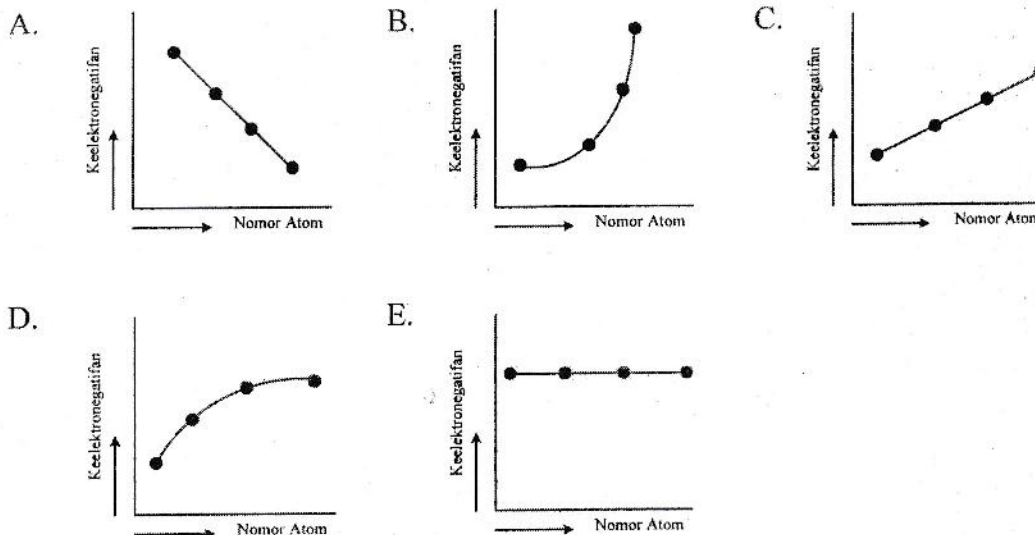 A.
Keelektronegatifan
Nomor Atom
B.
Keelektronegatifan
Nomor Atom
C.
Keelektronegatifan
Nomor Atom
D.
Keelektronegatifan
Nomor Atom
E.
Keelektronegatifan
Nomor Atom